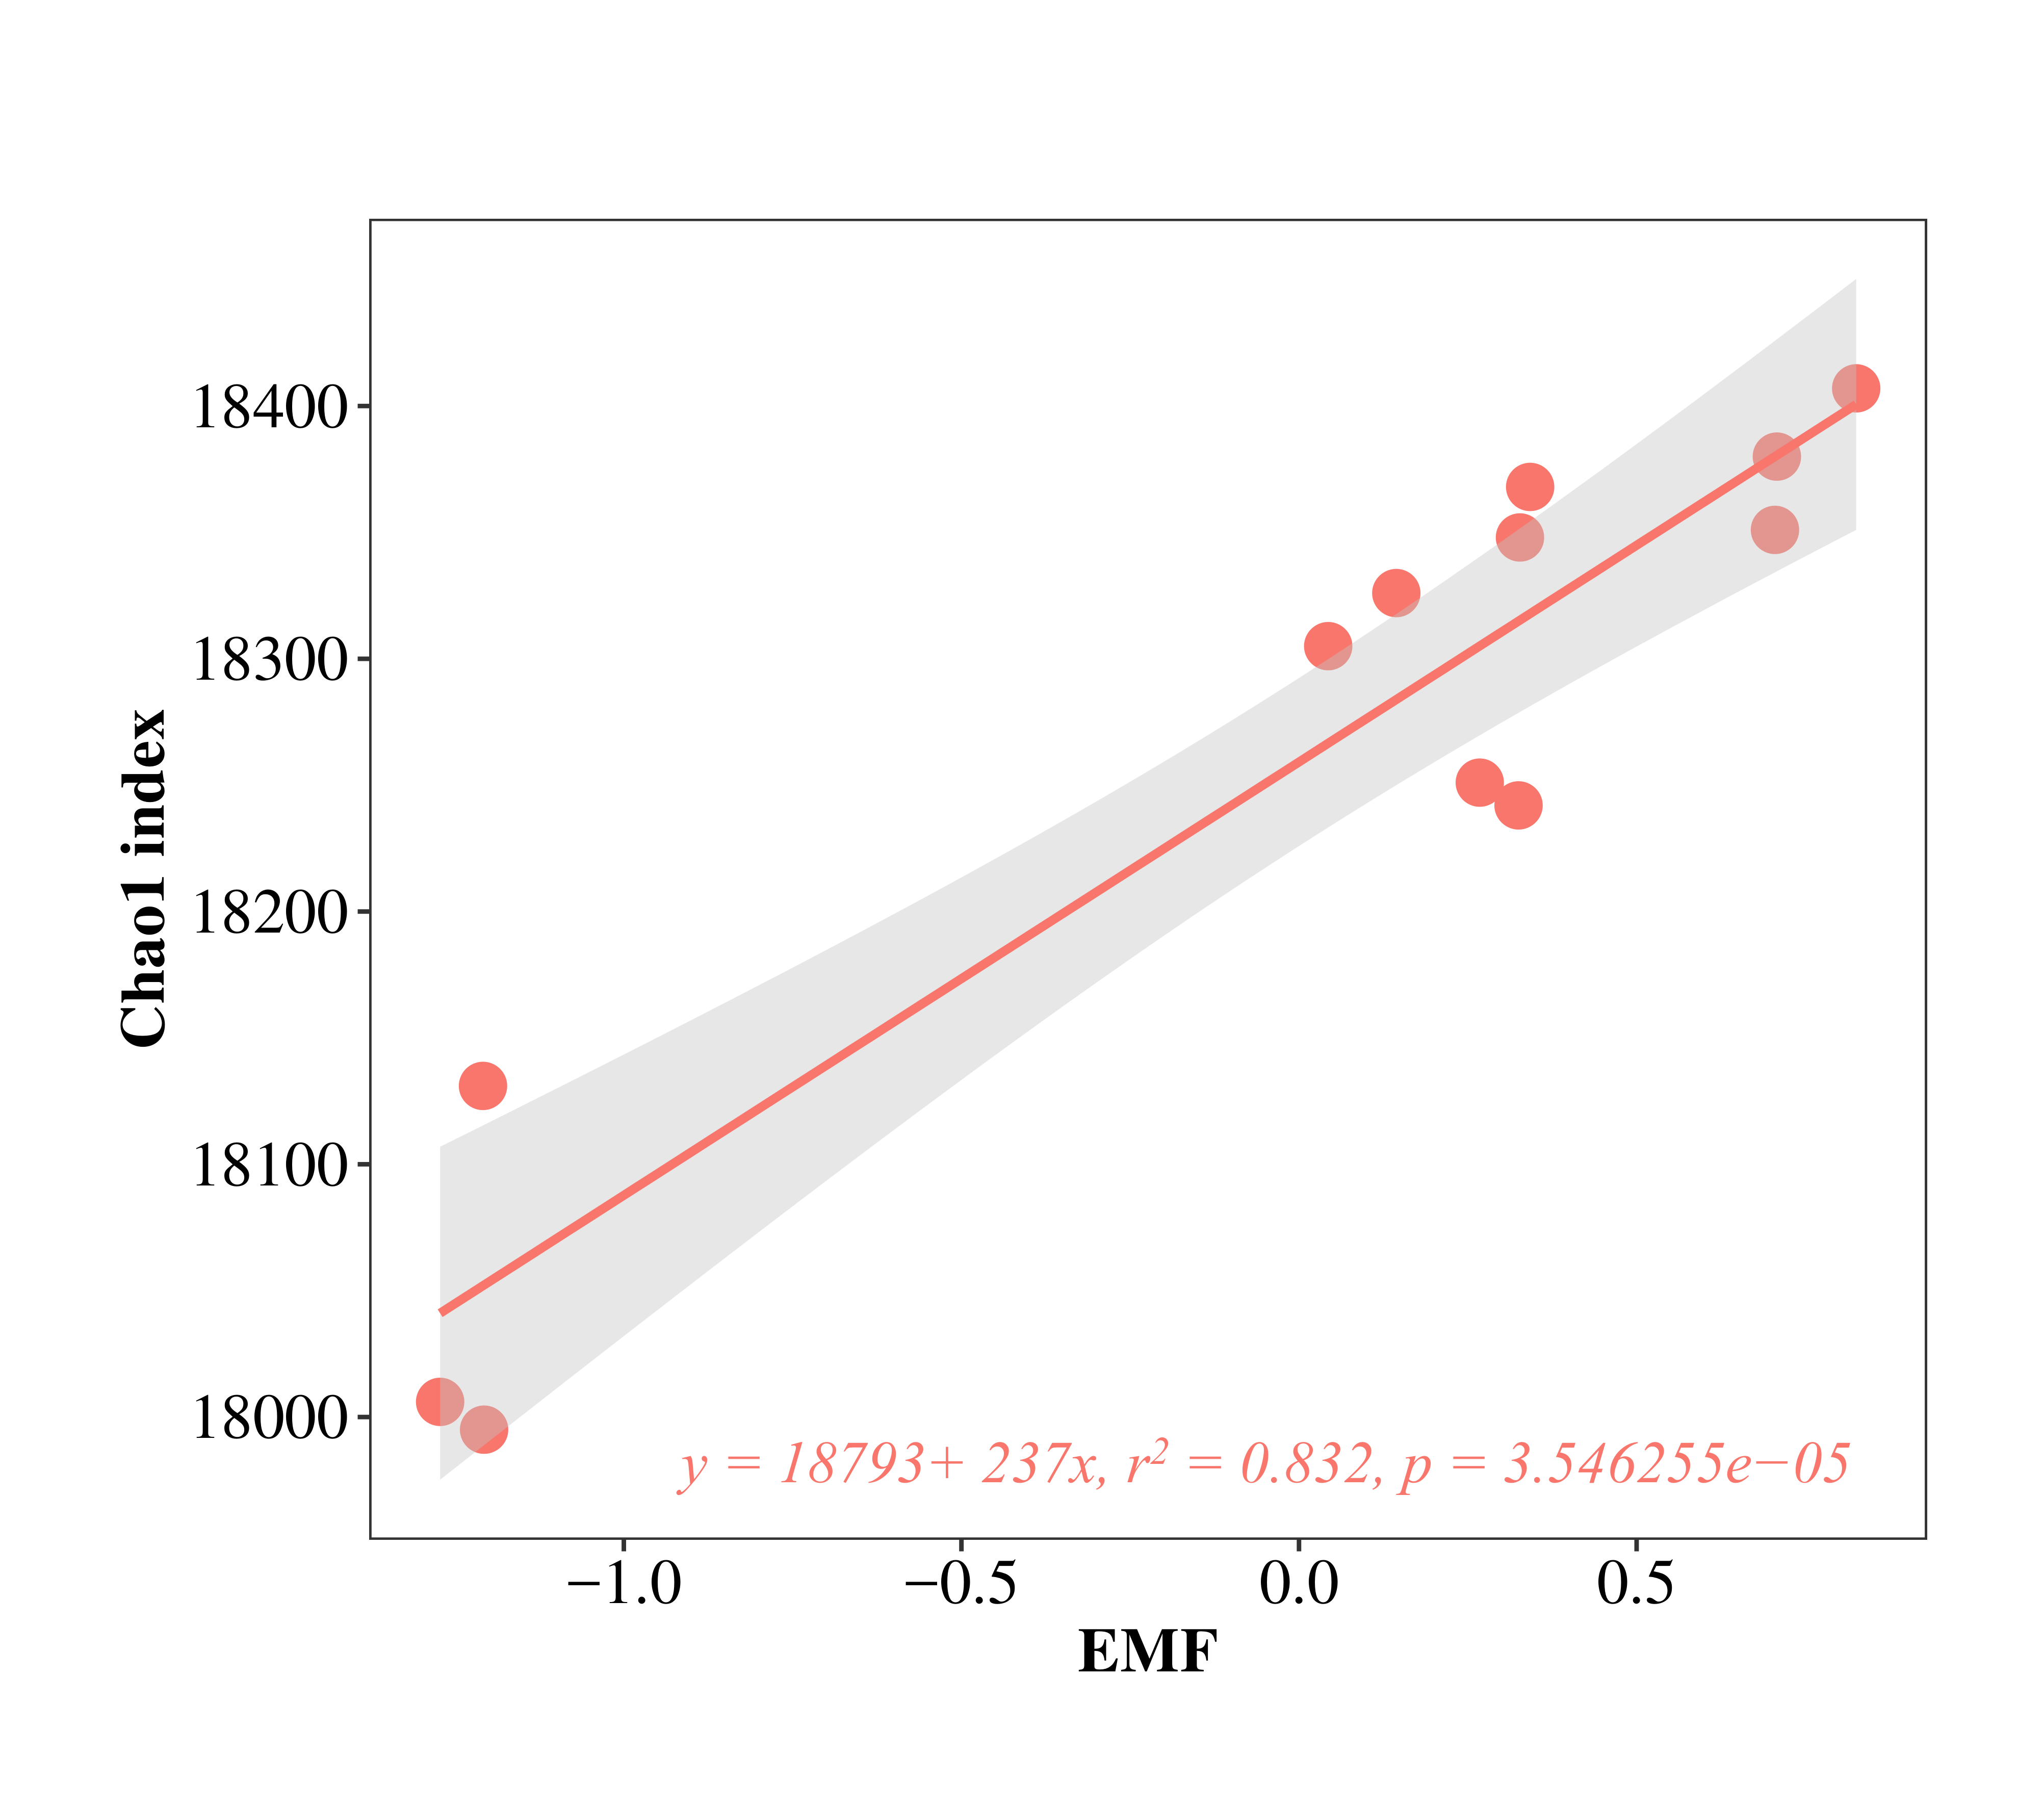 18400
18300
18200
18100
18000
Chao1 index
y = 18793+ 237x, r² = 0.832, p = 3.546255e−05
−1.0 −0.5 0.0 0.5
EMF